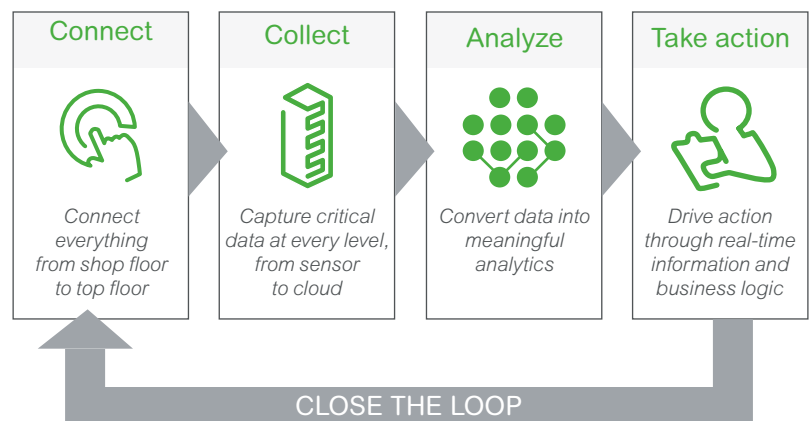 Connect
Connect
everything
from shop floor
to top floor
Collect
Capture critical
data at every level,
from sensor
to cloud
Analyze
Convert data into
meaningful
analytics
Take action
Drive action
through real-time
information and
business logic
CLOSE THE LOOP